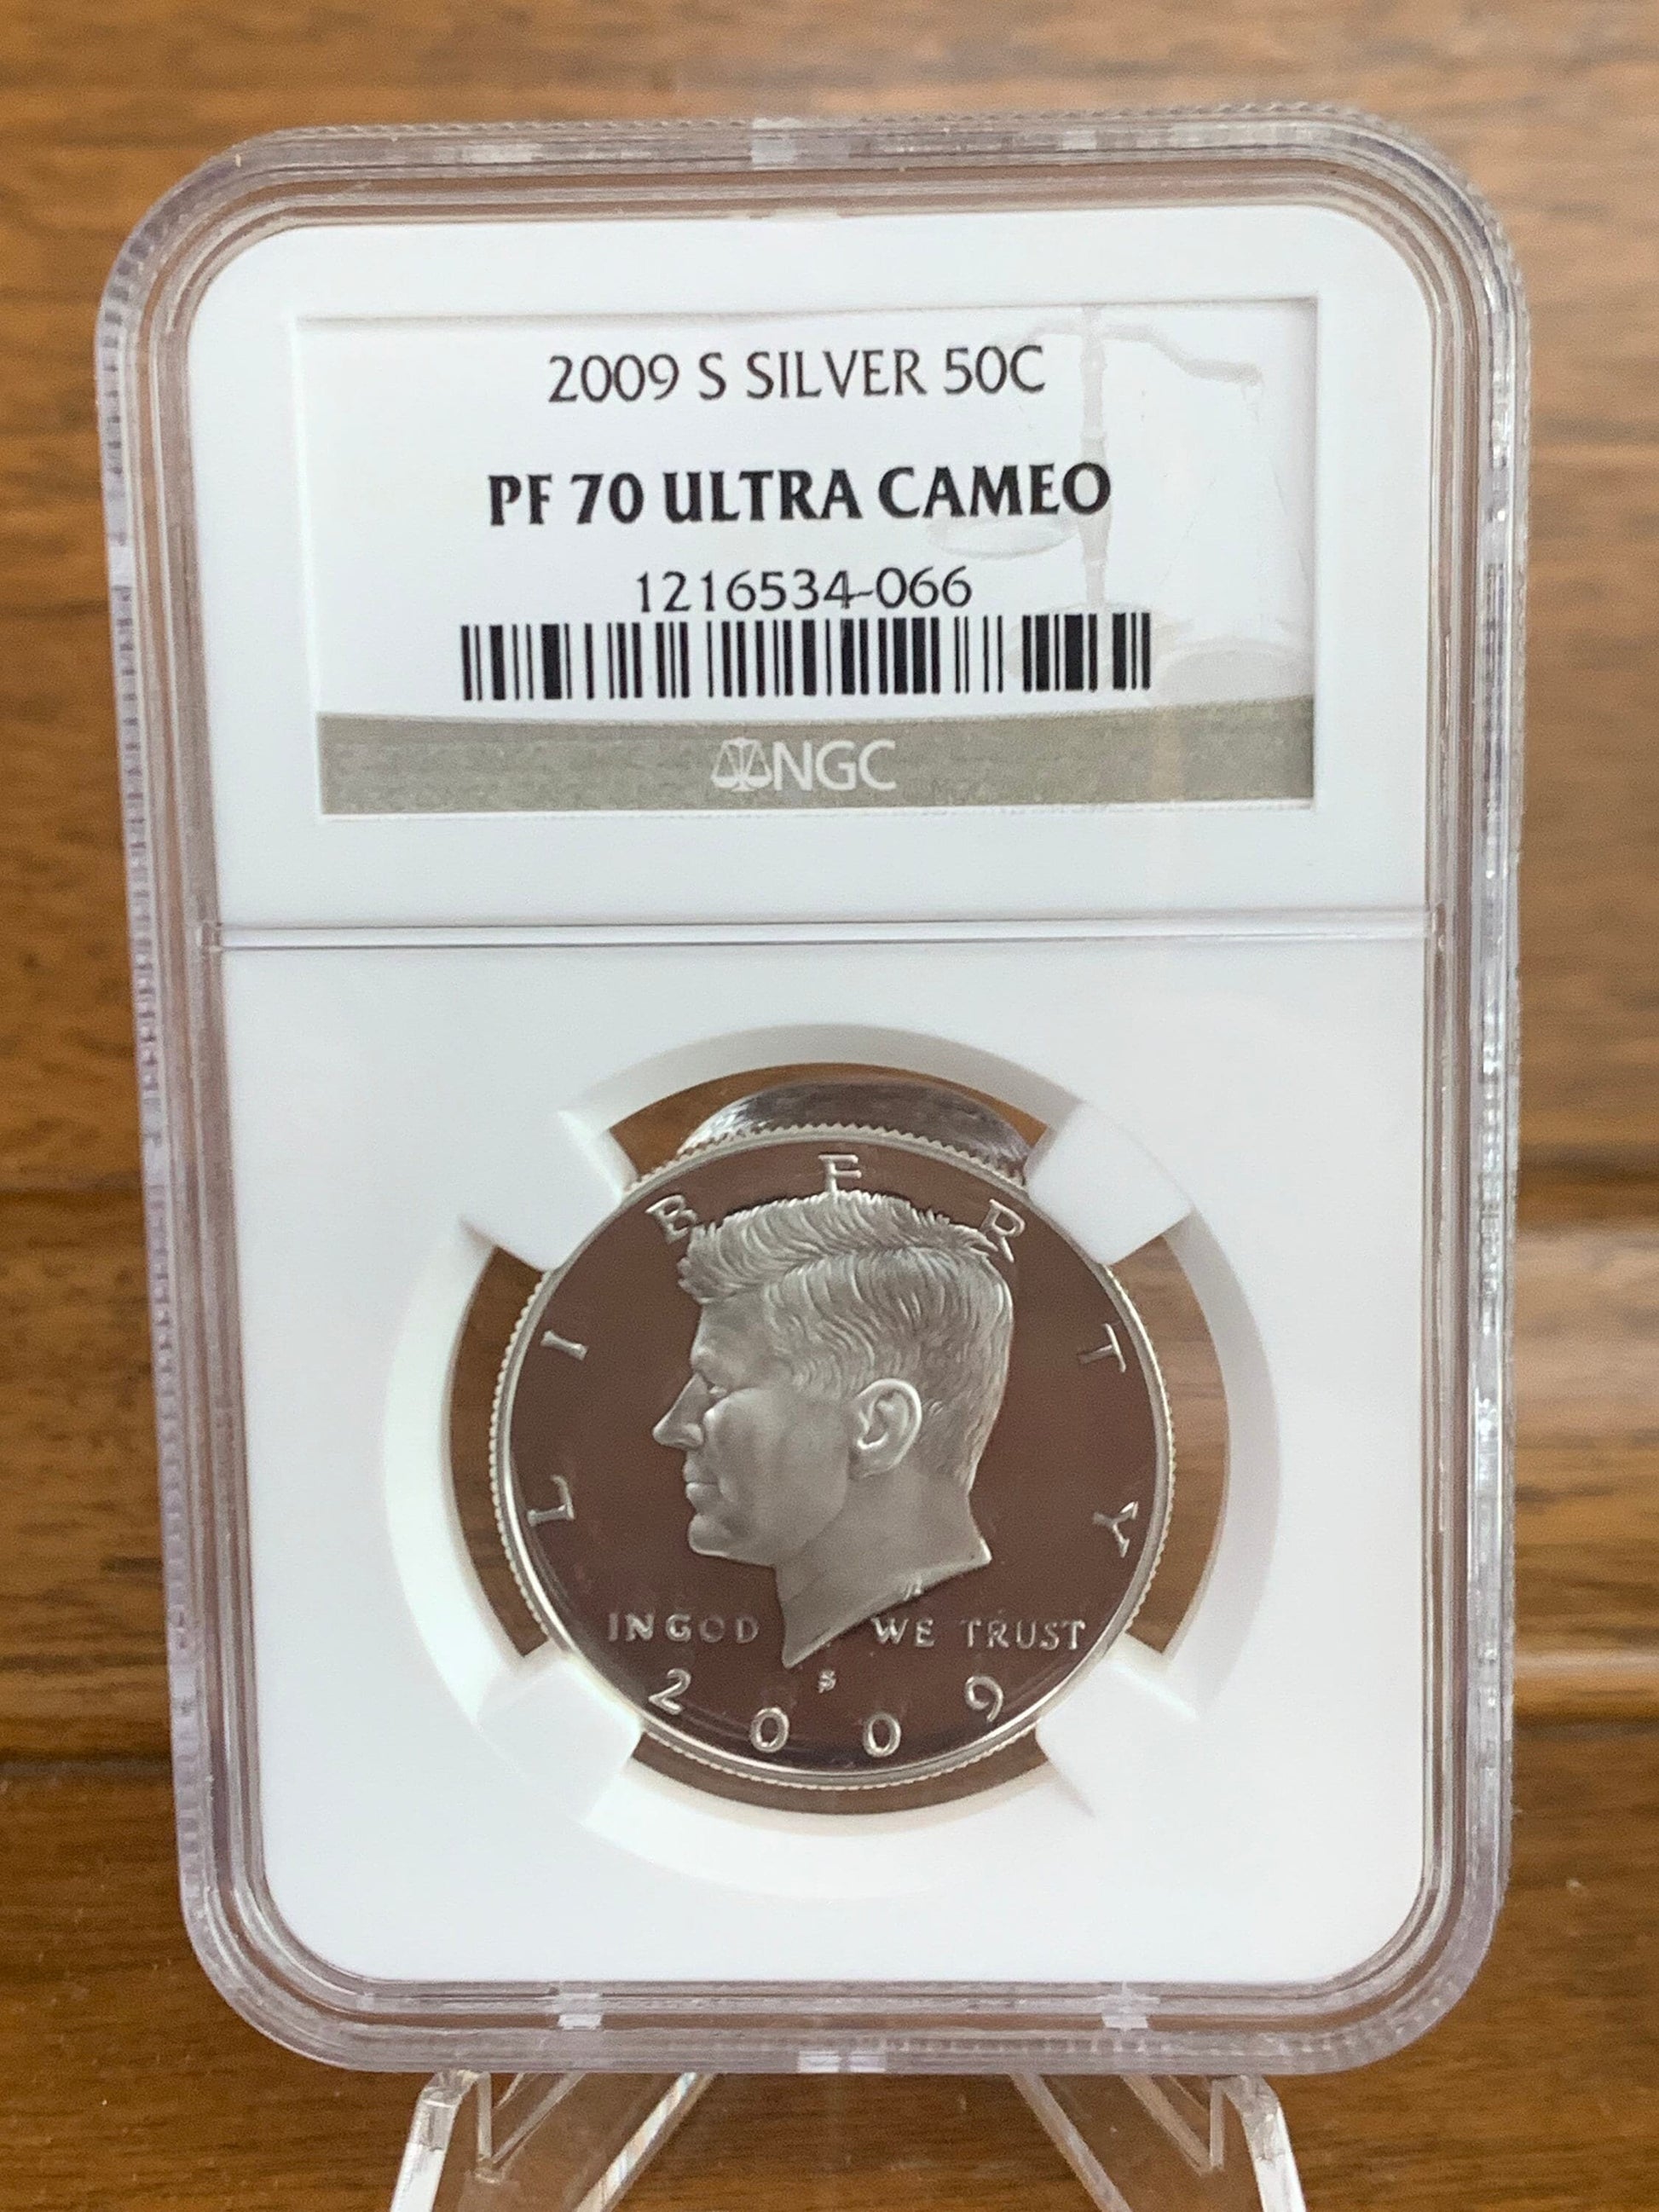 2009 S SILVER 50C
PF 70 ULTRA CAMEO
1216534-066
NGC
LIBERTY
IN GOD WE TRUST
S
2009